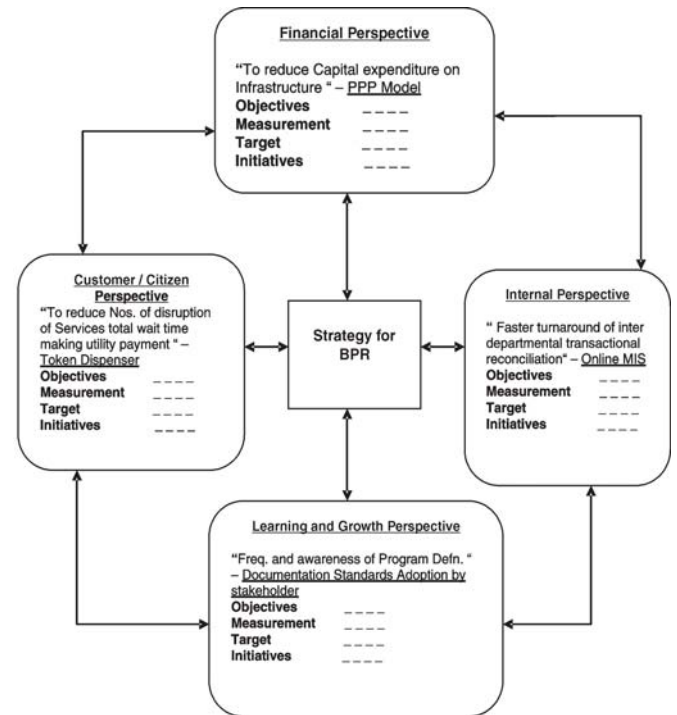 Financial Perspective
“To reduce Capital expenditure on
Infrastructure “ – PPP Model
Objectives _ _ _ _
Measurement _ _ _ _
Target _ _ _ _
Initiatives _ _ _ _
Customer / Citizen
Perspective
“To reduce Nos. of disruption
of Services total wait time
making utility payment “ –
Token Dispenser
Objectives _ _ _ _
Measurement _ _ _ _
Target _ _ _ _
Initiatives _ _ _ _
Strategy for
BPR
Internal Perspective
“ Faster turnaround of inter
departmental transactional
reconciliation“ – Online MIS
Objectives _ _ _ _
Measurement _ _ _ _
Target _ _ _ _
Initiatives _ _ _ _
Learning and Growth Perspective
“Freq. and awareness of Program Defn. “
– Documentation Standards Adoption by
stakeholder
Objectives _ _ _ _
Measurement _ _ _ _
Target _ _ _ _
Initiatives _ _ _ _